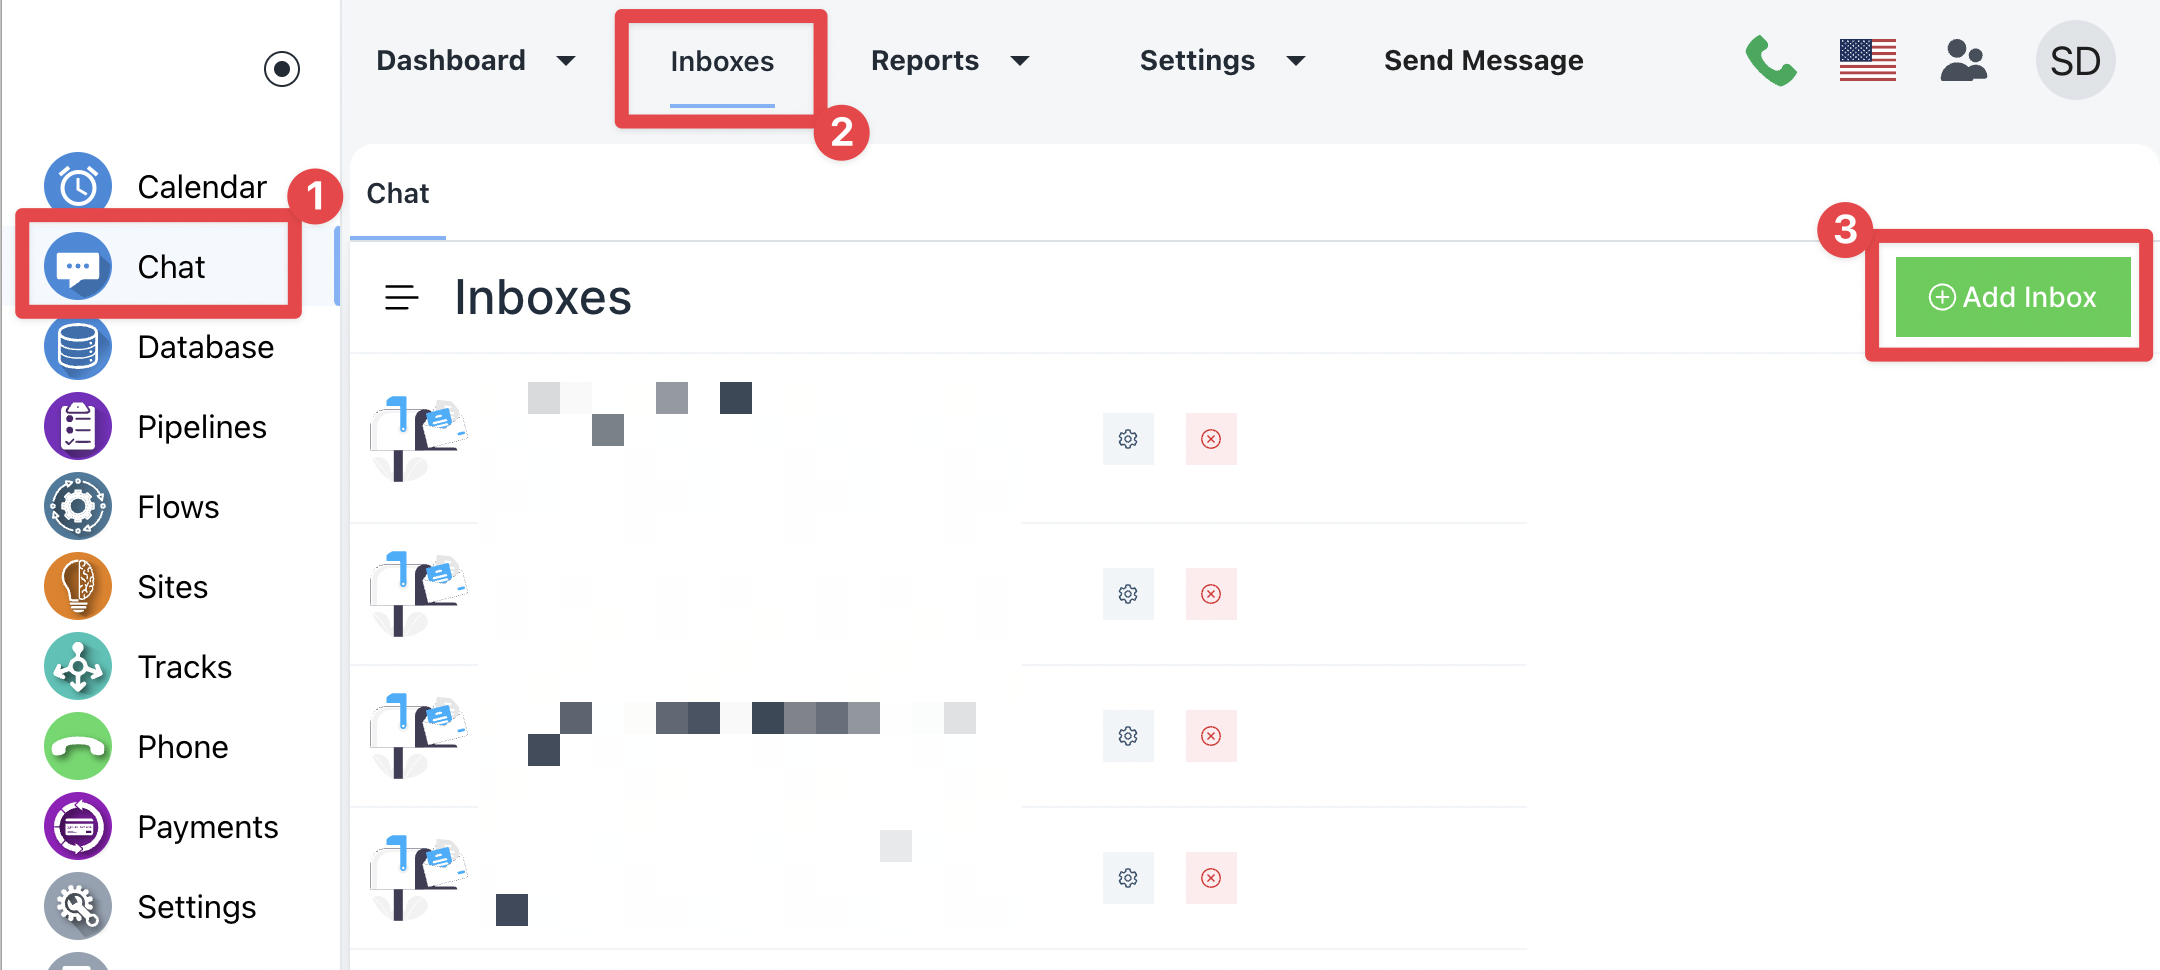 Dashboard Inboxes Reports Settings Send Message SD
2
Calendar
1
Chat
Chat
3
Inboxes
Add Inbox
Database
Pipelines
Flows
Sites
Tracks
Phone
Payments
Settings